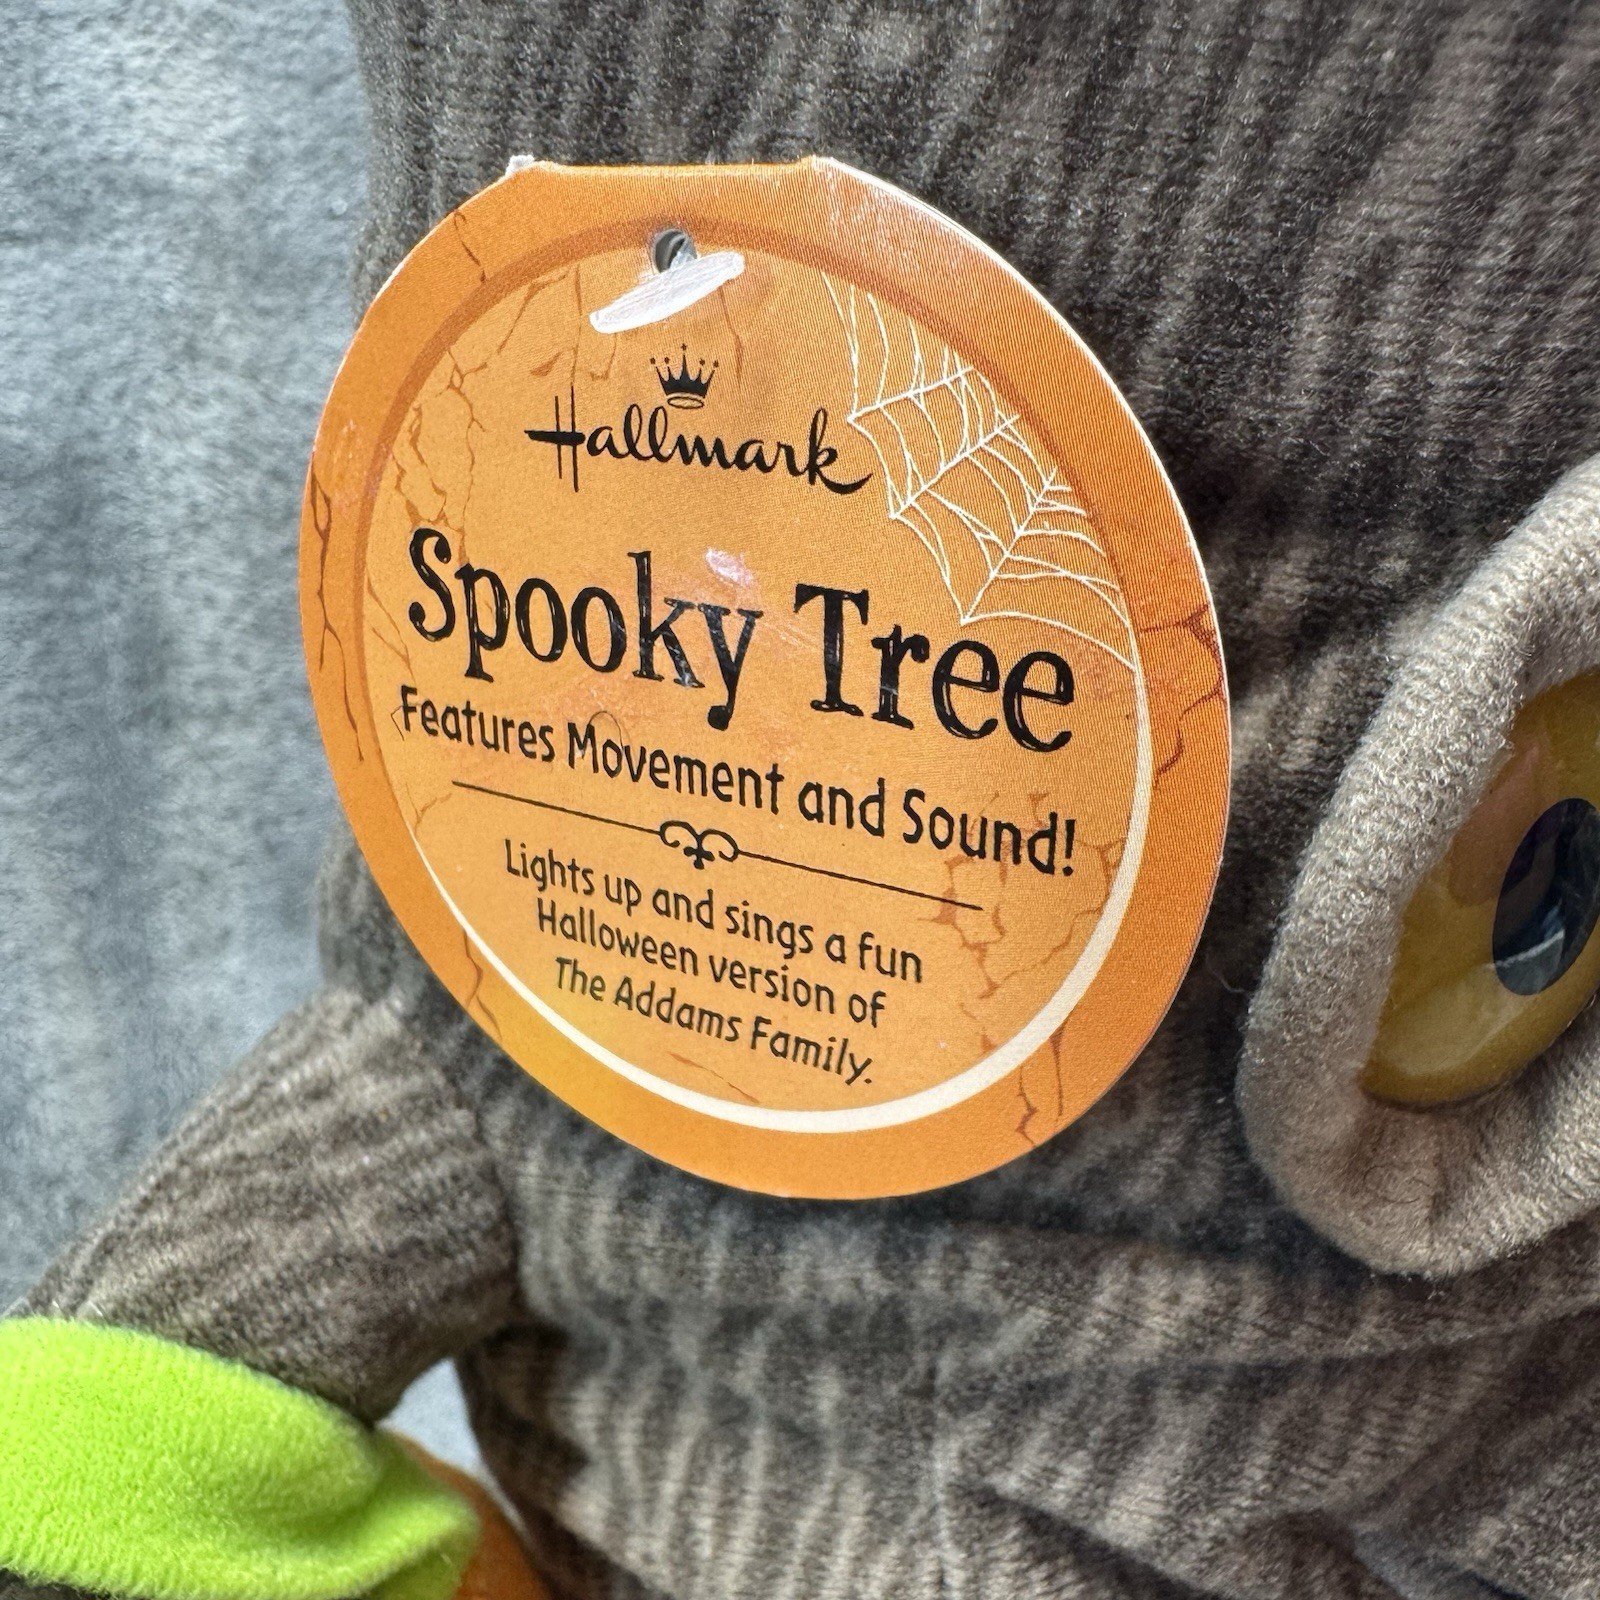 Hallmark
Spooky Tree
Features Movement and Sound!
Lights up and sings a fun
Halloween version of
The Addams Family.